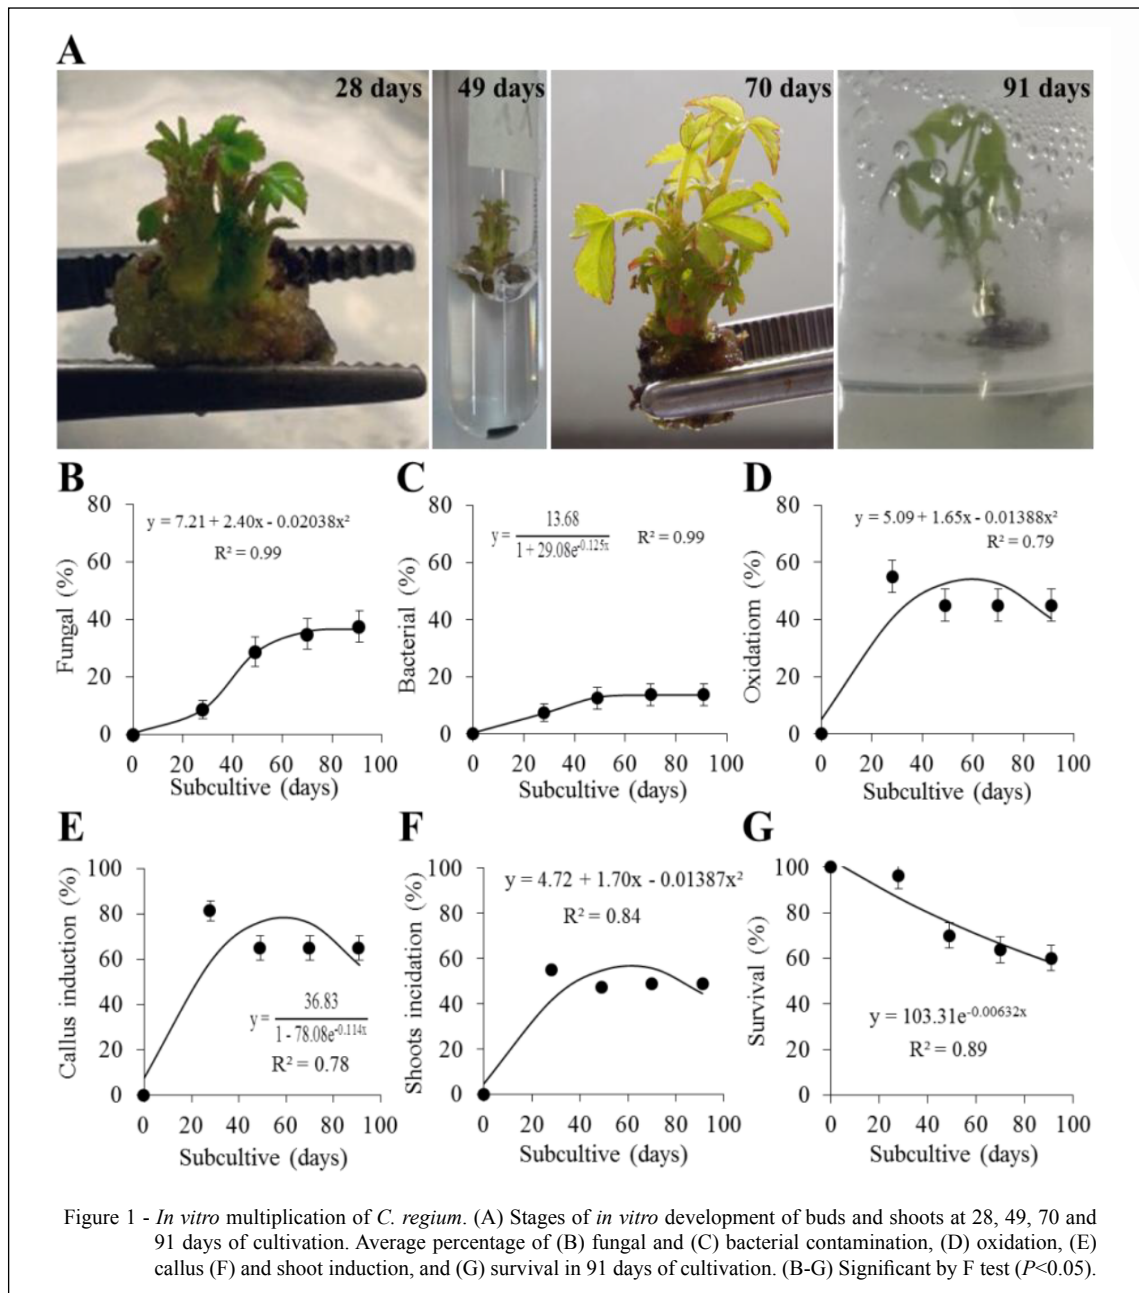 A
28 days
49 days
70 days
91 days
B
80
60
40
20
0
Fungal (%)
y = 7.21 + 2.40x - 0.02038x²
R² = 0.99
0 20 40 60 80 100
Subcultive (days)
C
80
60
40
20
0
Bacterial (%)
13.68
y =
1 + 29.08e^-0.125x
R² = 0.99
0 20 40 60 80 100
Subcultive (days)
D
80
60
40
20
0
Oxidatiom (%)
y = 5.09 + 1.65x - 0.01388x²
R² = 0.79
0 20 40 60 80 100
Subcultive (days)
E
100
80
60
40
20
0
Callus induction (%)
36.83
y =
1 - 78.08e^-0.114x
R² = 0.78
0 20 40 60 80 100
Subcultive (days)
F
100
80
60
40
20
0
Shoots incidation (%)
y = 4.72 + 1.70x - 0.01387x²
R² = 0.84
0 20 40 60 80 100
Subcultive (days)
G
100
80
60
40
20
0
Survival (%)
y = 103.31e^-0.00632x
R² = 0.89
0 20 40 60 80 100
Subcultive (days)
Figure 1 - In vitro multiplication of C. regium. (A) Stages of in vitro development of buds and shoots at 28, 49, 70 and
91 days of cultivation. Average percentage of (B) fungal and (C) bacterial contamination, (D) oxidation, (E)
callus (F) and shoot induction, and (G) survival in 91 days of cultivation. (B-G) Significant by F test (P<0.05).